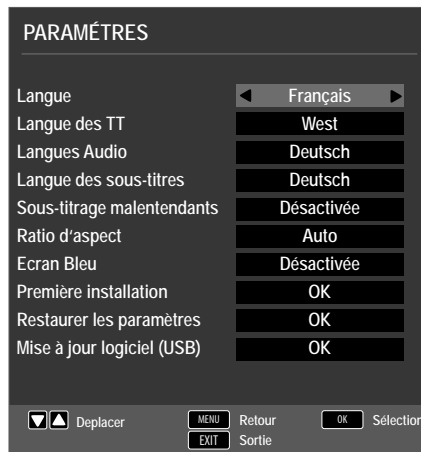 PARAMÉTRES
Langue Français
Langue des TT West
Langues Audio Deutsch
Langue des sous-titres Deutsch
Sous-titrage malentendants Désactivée
Ratio d'aspect Auto
Ecran Bleu Désactivée
Première installation OK
Restaurer les paramètres OK
Mise à jour logiciel (USB) OK
Deplacer MENU Retour OK Sélection
EXIT Sortie